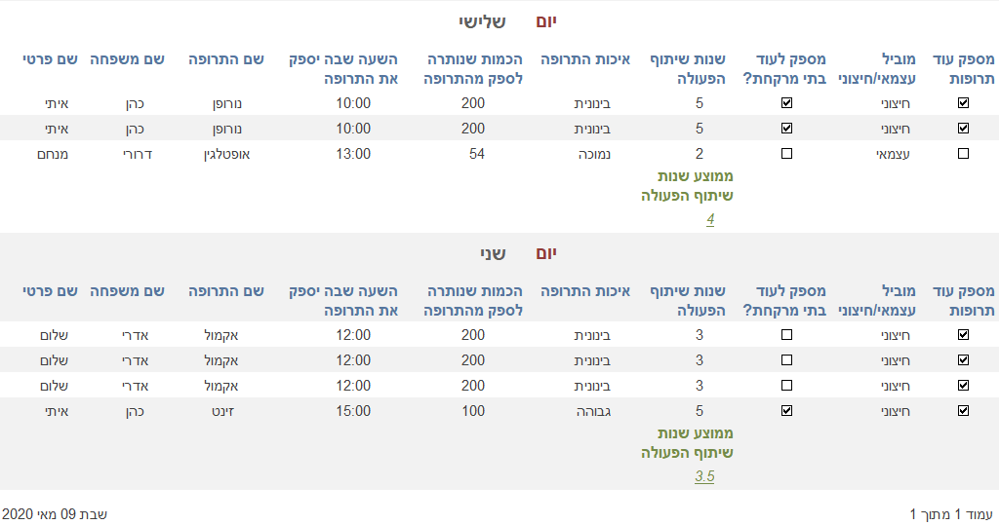 יום שלישי
מספק עוד תרופות מוביל עצמאי/חיצוני מספק לעוד בתי מרקחת? שנות שיתוף הפעולה איכות התרופה הכמות שנותרה לספק מהתרופה השעה שבה יספק את התרופה שם התרופה שם משפחה שם פרטי
חיצוני 5 בינונית 200 10:00 נורופן כהן איתי
חיצוני 5 בינונית 200 10:00 נורופן כהן איתי
עצמאי 2 נמוכה 54 13:00 אופטלגין דרורי מנחם
ממוצע שנות
שיתוף הפעולה
4
יום שני
מספק עוד תרופות מוביל עצמאי/חיצוני מספק לעוד בתי מרקחת? שנות שיתוף הפעולה איכות התרופה הכמות שנותרה לספק מהתרופה השעה שבה יספק את התרופה שם התרופה שם משפחה שם פרטי
חיצוני 3 בינונית 200 12:00 אקמול אדרי שלום
חיצוני 3 בינונית 200 12:00 אקמול אדרי שלום
חיצוני 3 בינונית 200 12:00 אקמול אדרי שלום
חיצוני 5 גבוהה 100 15:00 זינט כהן איתי
ממוצע שנות
שיתוף הפעולה
3.5
עמוד 1 מתוך 1 שבת 09 מאי 2020